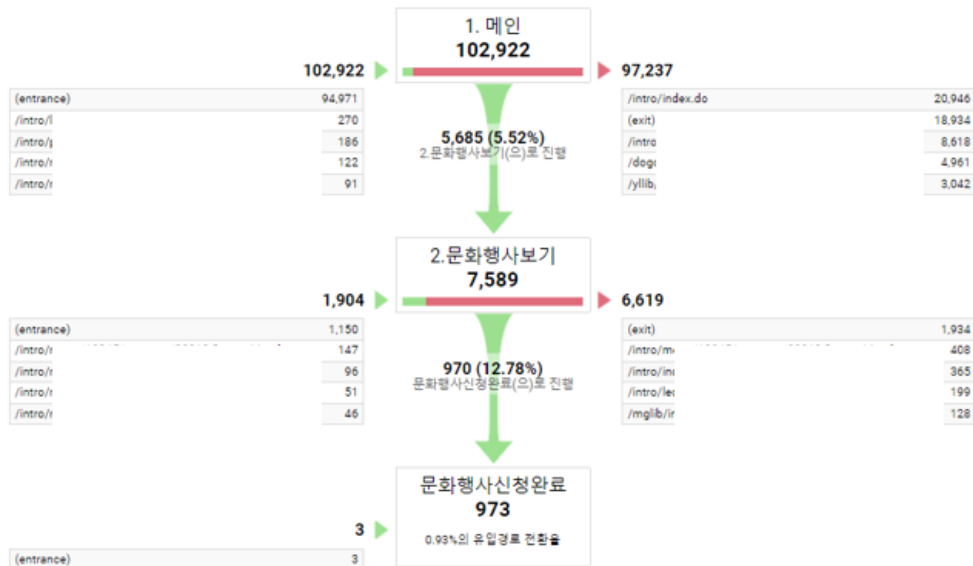 1. 메인
102,922
102,922
97,237
(entrance) 94,971
/intro/l 270
/intro/p 186
/intro/r 122
/intro/r 91
/intro/index.do 20,946
(exit) 18,934
/intro 8,618
/dogo 4,961
/yllib, 3,042
5,685 (5.52%)
2.문화행사보기(으)로 진행
2.문화행사보기
7,589
1,904
6,619
(entrance) 1,150
/intro/r 147
/intro/r 96
/intro/r 51
/intro/r 46
(exit) 1,934
/intro/m 408
/intro/in 365
/intro/lec 199
/mglib/ir 128
970 (12.78%)
문화행사신청완료(으)로 진행
문화행사신청완료
973
0.93%의 유입경로 전환율
3
(entrance) 3